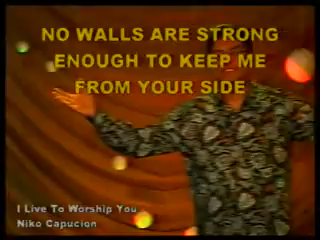 NO WALLS ARE STRONG
ENOUGH TO KEEP ME
FROM YOUR SIDE
I Live To Worship You
Niko Capucion